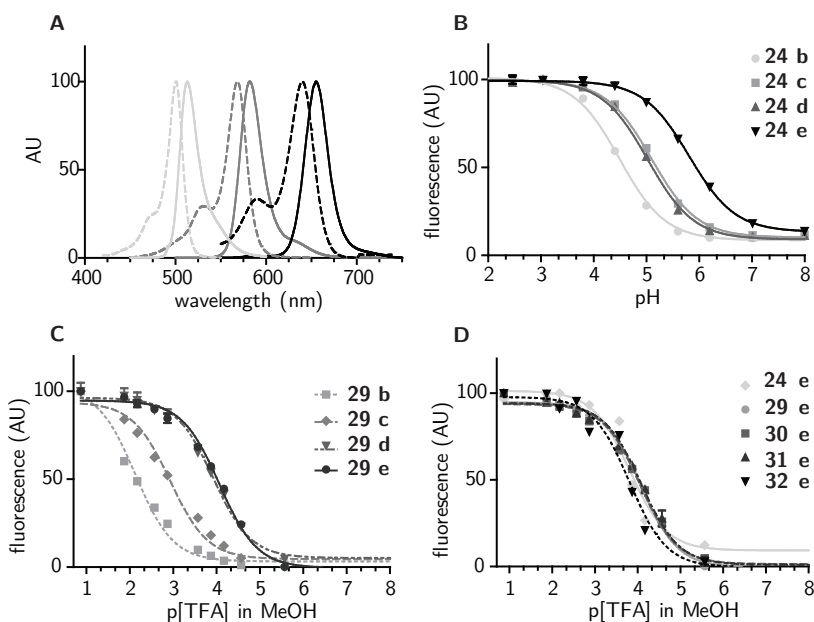 A
AU
100
50
0
400
500
600
700
wavelength (nm)
B
fluorescence (AU)
100
50
0
2 3 4 5 6 7 8
pH
24 b
24 c
24 d
24 e
C
fluorescence (AU)
100
50
0
1 2 3 4 5 6 7 8
p[TFA] in MeOH
29 b
29 c
29 d
29 e
D
fluorescence (AU)
100
50
0
1 2 3 4 5 6 7 8
p[TFA] in MeOH
24 e
29 e
30 e
31 e
32 e